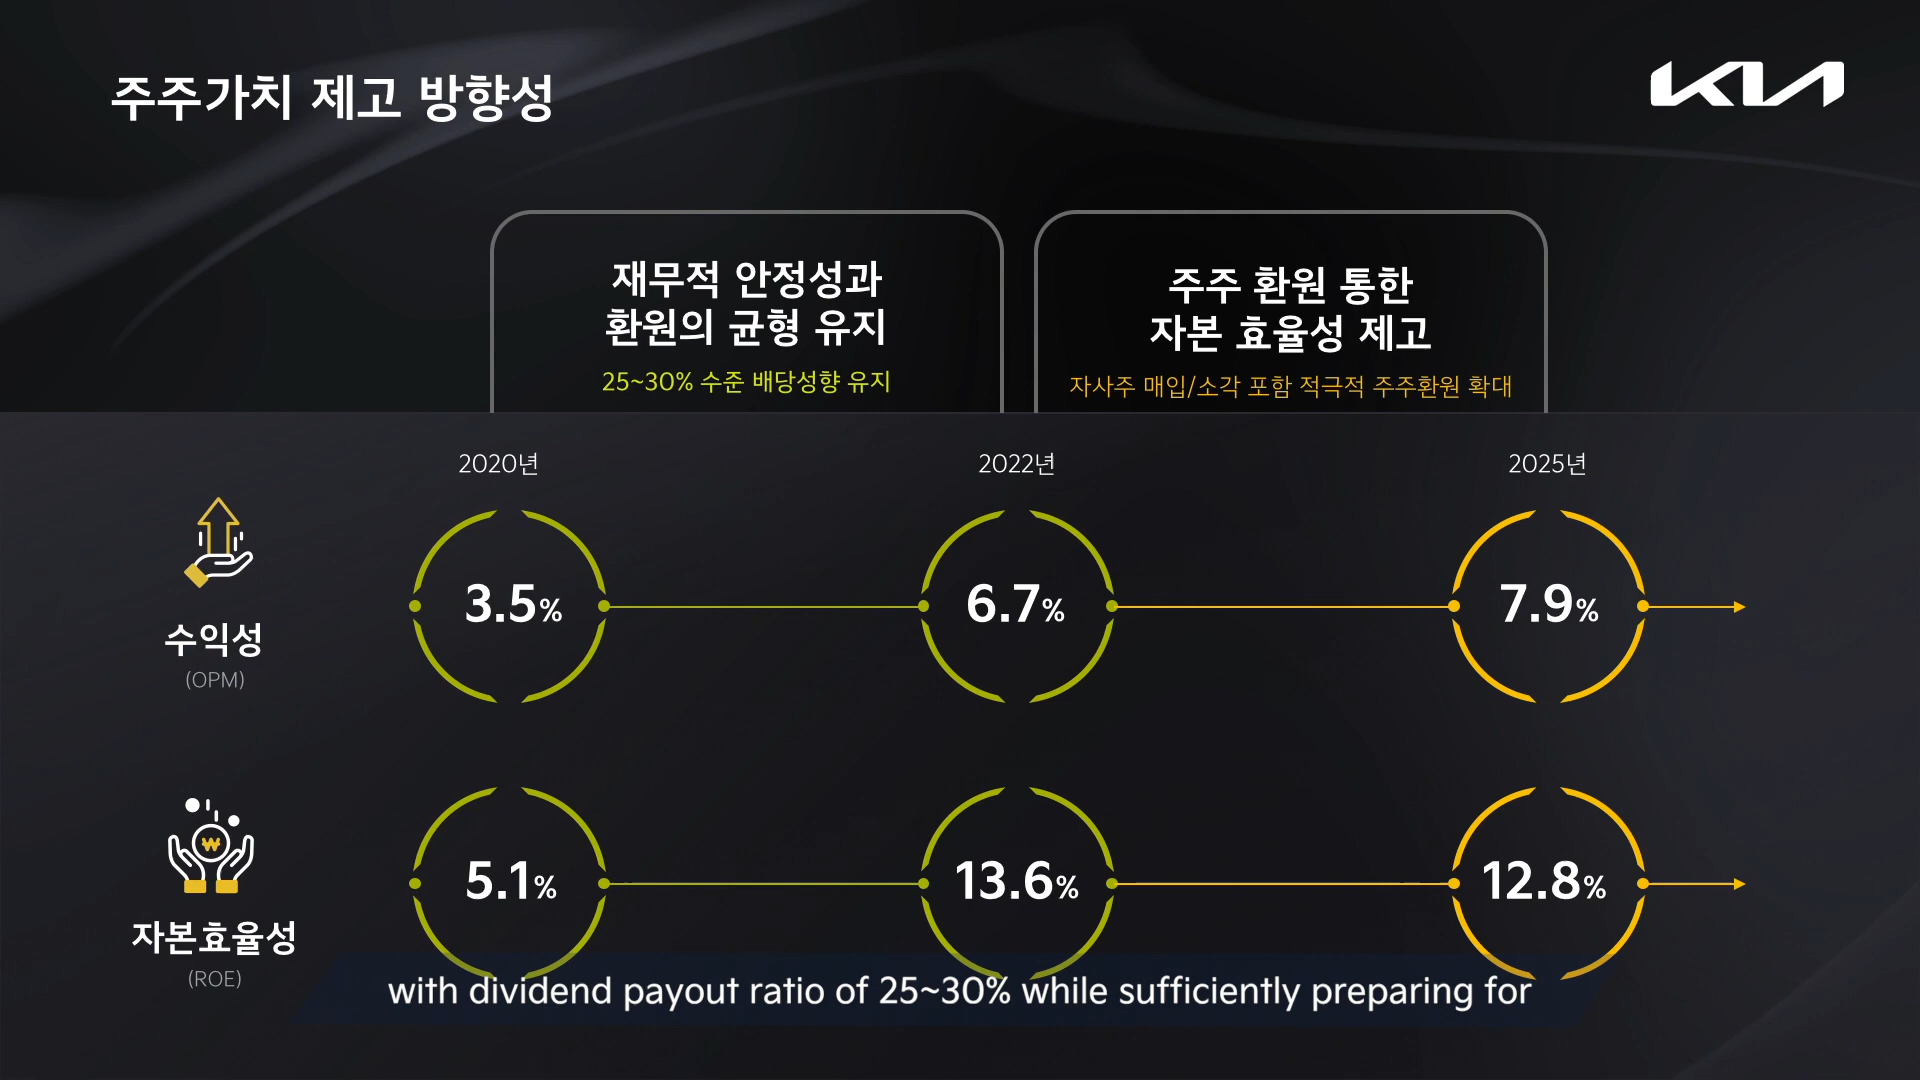 주주가치 제고 방향성
KIA
재무적 안정성과
환원의 균형 유지
25~30% 수준 배당성향 유지
주주 환원 통한
자본 효율성 제고
자사주 매입/소각 포함 적극적 주주환원 확대
2020년 2022년 2025년
수익성
(OPM)
3.5% 6.7% 7.9%
₩
자본효율성
(ROE)
5.1% 13.6% 12.8%
with dividend payout ratio of 25~30% while sufficiently preparing for